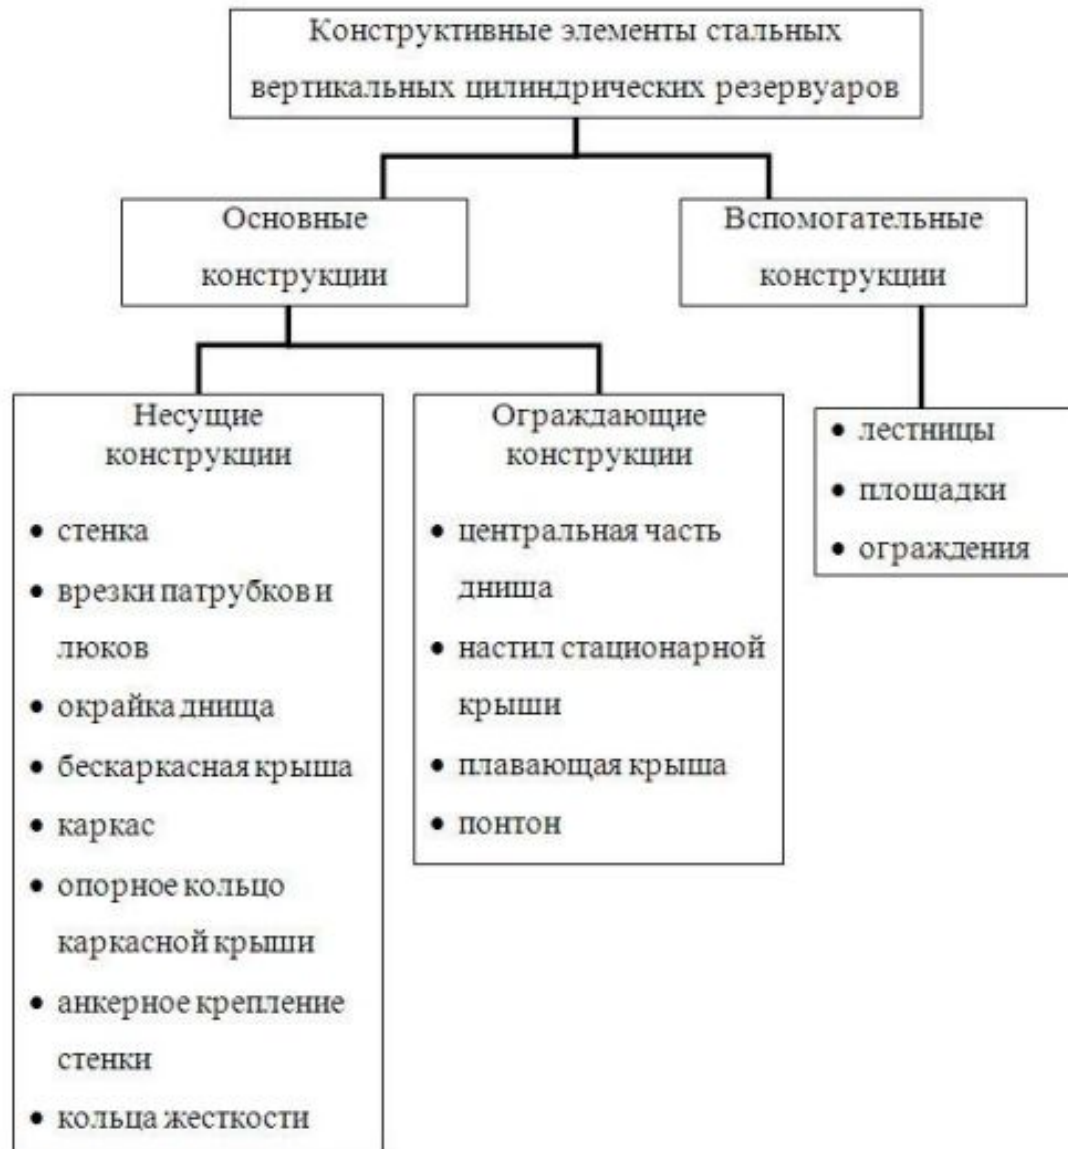 Конструктивные элементы стальных
вертикальных цилиндрических резервуаров
Основные
конструкции
Вспомогательные
конструкции
Несущие
конструкции
• стенка
• врезки патрубков и
люков
• окрайка днища
• бескаркасная крыша
• каркас
• опорное кольцо
каркасной крыши
• анкерное крепление
стенки
• кольца жесткости
Ограждающие
конструкции
• центральная часть
днища
• настил стационарной
крыши
• плавающая крыша
• понтон
• лестницы
• площадки
• ограждения